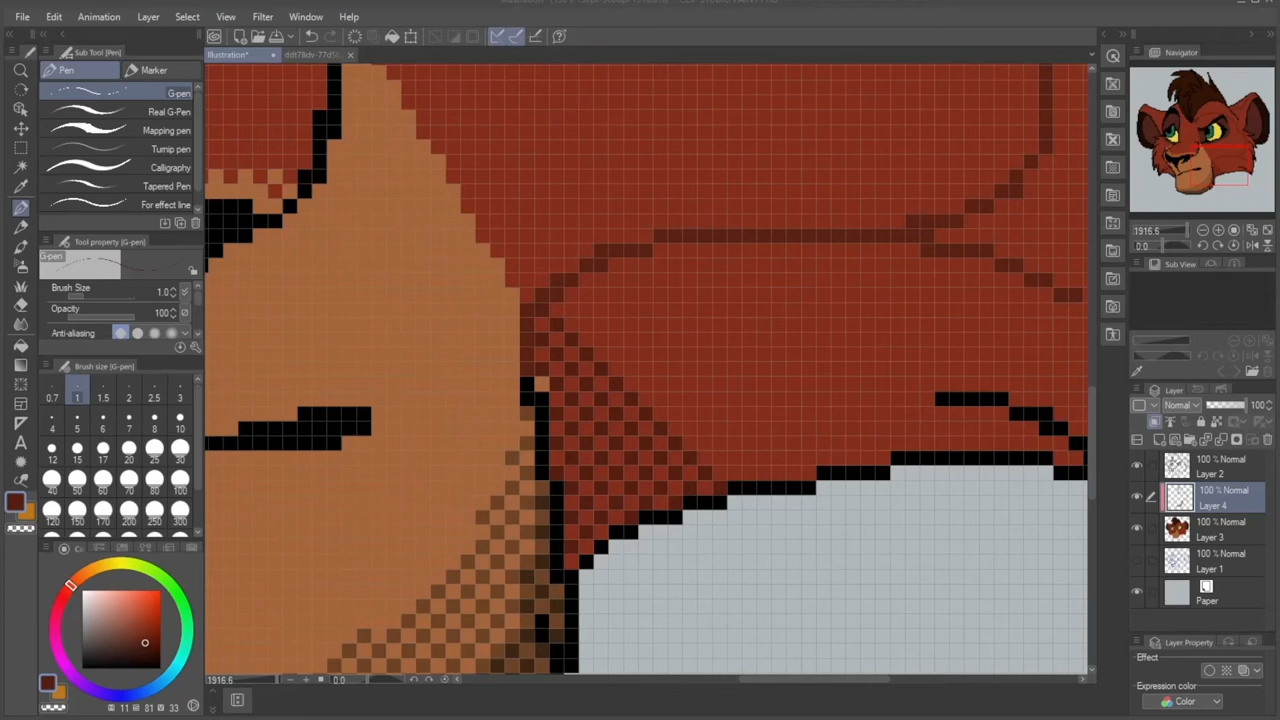 File Edit Animation Layer Select View Filter Window Help
Illustration* ddt78dv-77d5
Sub Tool [Pen]
Pen Marker
G-pen
Real G-Pen
Mapping pen
Turnip pen
Calligraphy
Tapered Pen
For effect line
Tool property [G-pen]
G-pen
Brush Size 1.0
Opacity 100
Anti-aliasing
Brush size [G-pen]
0.7 1 1.5 2 2.5 3
4 5 6 7 8 10
12 15 17 20 25 30
40 50 60 70 80 100
120 150 170 200 250 300
11 81 33
1916.6 0.0
Navigator
1916.6
0.0
Sub View
Layer
Normal 100
100 % Normal
Layer 2
100 % Normal
Layer 4
100 % Normal
Layer 3
100 % Normal
Layer 1
Paper
Layer Property
Effect
Expression color
Color